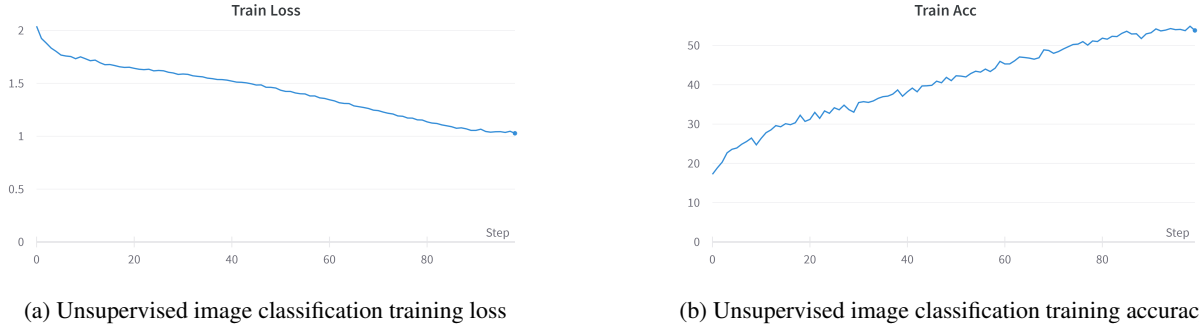 Train Loss
2
1.5
1
0.5
0
Step
0 20 40 60 80
(a) Unsupervised image classification training loss
Train Acc
50
40
30
20
10
0
Step
0 20 40 60 80
(b) Unsupervised image classification training accurac